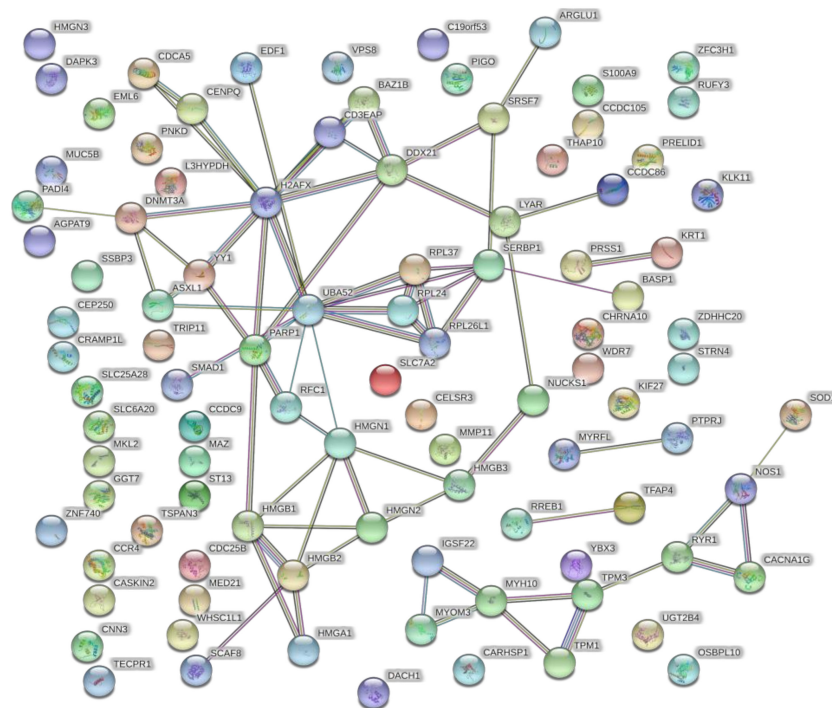 HMGN3
CDCA5
EDF1
VPS8
C19orf53
ARGLU1
ZFC3H1
DAPK3
CENPQ
BAZ1B
PIGO
S100A9
RUFY3
EML6
CD3EAP
SRSF7
CCDC105
PNKD
DDX21
THAP10
PRELID1
MUC5B
L3HYPDH
CCDC86
KLK11
PADI4
DNMT3A
H2AFX
LYAR
AGPAT9
YY1
SERBP1
PRSS1
KRT1
SSBP3
RPL37
BASP1
ASXL1
UBA52
RPL24
CEP250
TRIP11
PARP1
RPL26L1
CHRNA10
ZDHHC20
CRAMP1L
SMAD1
SLC7A2
WDR7
STRN4
SLC25A28
RFC1
CELSR3
NUCKS1
KIF27
SLC6A20
CCDC9
HMGN1
MMP11
MYRFL
PTPRJ
SOD
MKL2
MAZ
HMGB3
NOS1
GGT7
ST13
HMGB1
HMGN2
RREB1
TFAP4
ZNF740
TSPAN3
RYR1
CCR4
CDC25B
HMGB2
IGSF22
YBX3
CACNA1G
CASKIN2
MED21
MYH10
TPM3
WHSC1L1
MYOM3
UGT2B4
CNN3
SCAF8
HMGA1
CARHSP1
TPM1
OSBPL10
TECPR1
DACH1